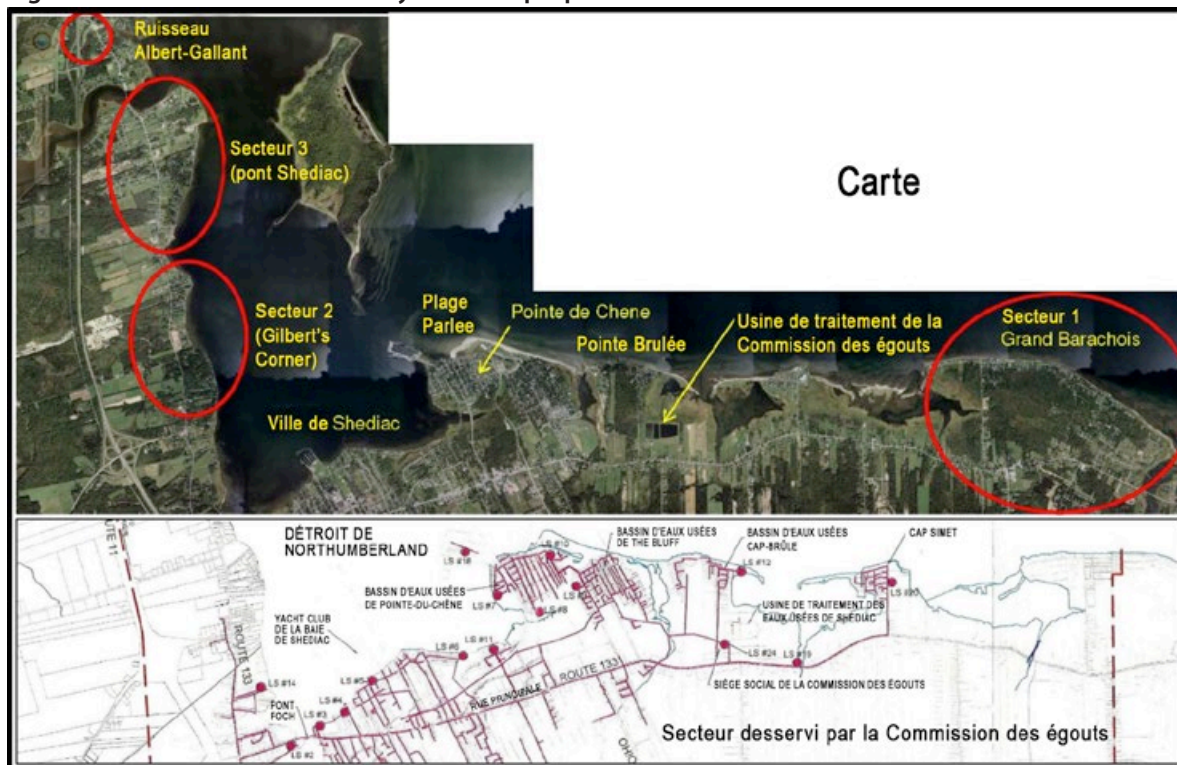 Ruisseau
Albert-Gallant
Secteur 3
(pont Shediac)
Carte
Secteur 2
(Gilbert's
Corner)
Plage
Parlee
Pointe de Chene
Pointe Brulée
Usine de traitement de la
Commission des égouts
Secteur 1
Grand Barachois
Ville de Shediac
DÉTROIT DE
NORTHUMBERLAND
BASSIN D'EAUX USÉES
DE POINTE-DU-CHÊNE
YACHT CLUB
DE LA BAIE
DE SHEDIAC
BASSIN D'EAUX USÉES
DE THE BLUFF
BASSIN D'EAUX USÉES
CAP-BRÛLE
CAP SIMET
USINE DE TRAITEMENT DES
EAUX USÉES DE SHÉDIAC
SIÈGE SOCIAL DE LA COMMISSION DES ÉGOUTS
ROUTE 133
RUE PRINCIPALE
ROUTE 133
PONT
FOCH
LS #14
LS #2
LS #3
LS #4
LS #5
LS #6
LS #11
LS #7
LS #8
LS #24
Secteur desservi par la Commission des égouts